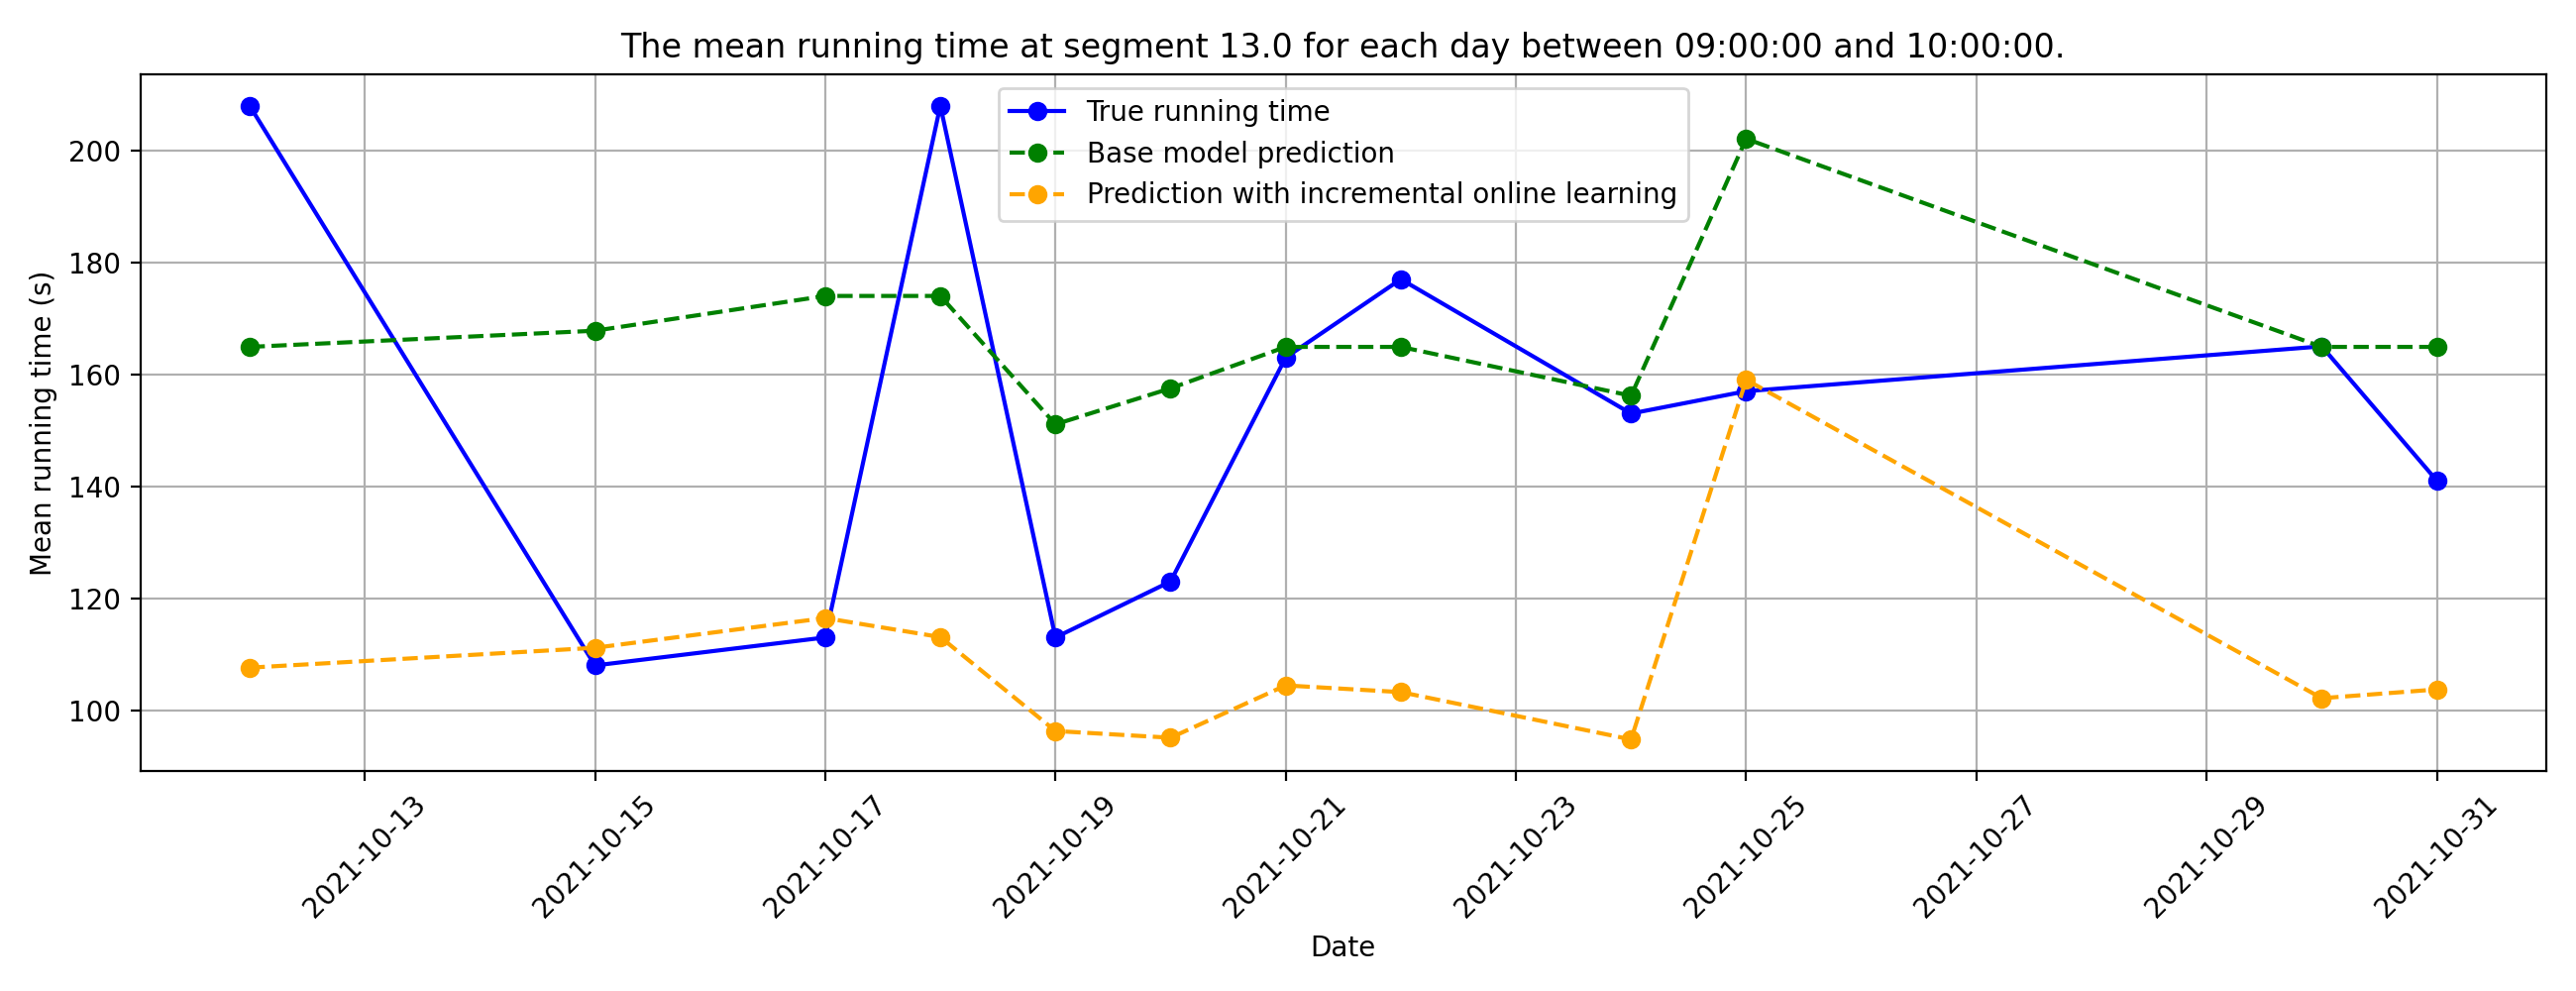 The mean running time at segment 13.0 for each day between 09:00:00 and 10:00:00.
True running time
Base model prediction
Prediction with incremental online learning
Mean running time (s)
200
180
160
140
120
100
2021-10-13
2021-10-15
2021-10-17
2021-10-19
2021-10-21
2021-10-23
2021-10-25
2021-10-27
2021-10-29
2021-10-31
Date